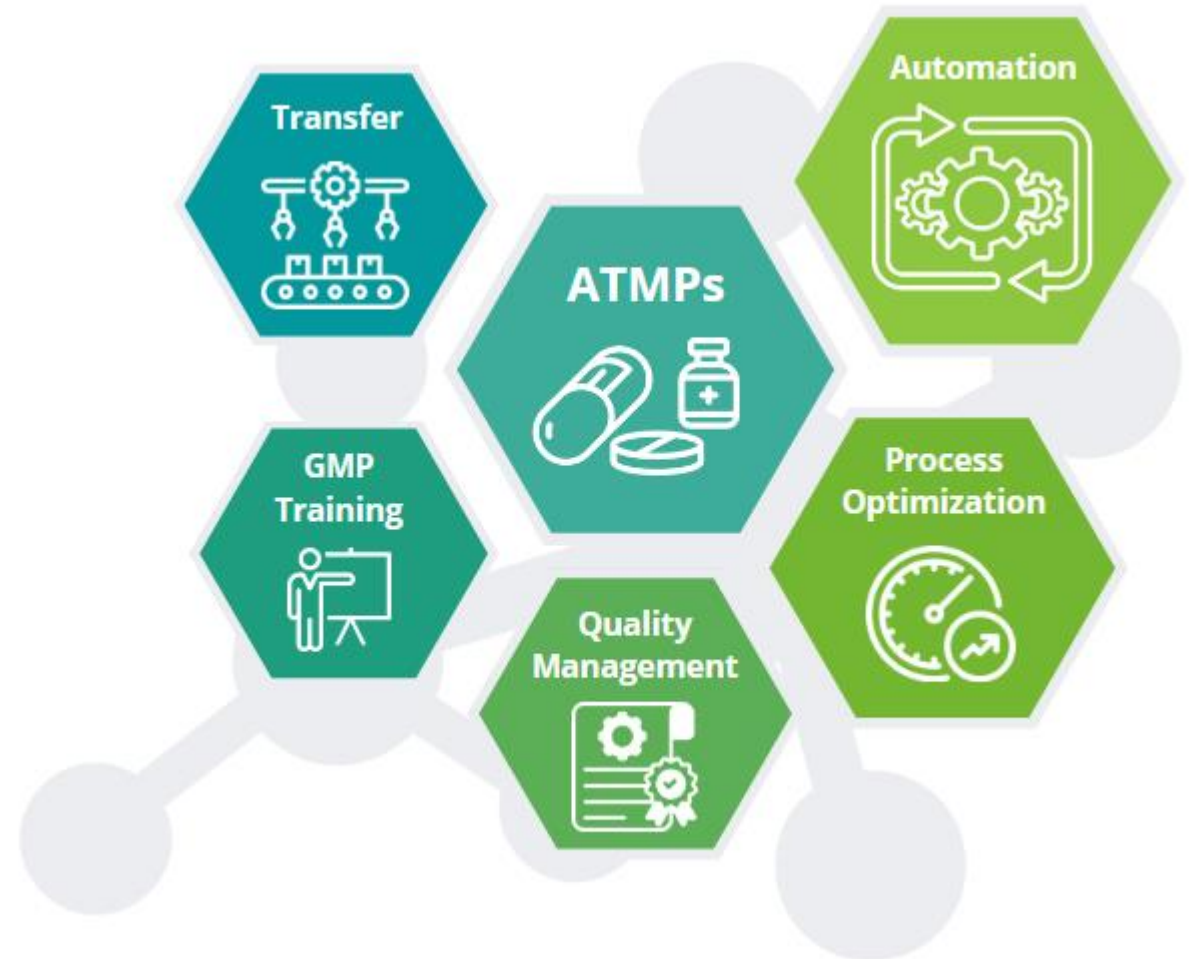 Transfer
Automation
ATMPs
GMP
Training
Process
Optimization
Quality
Management